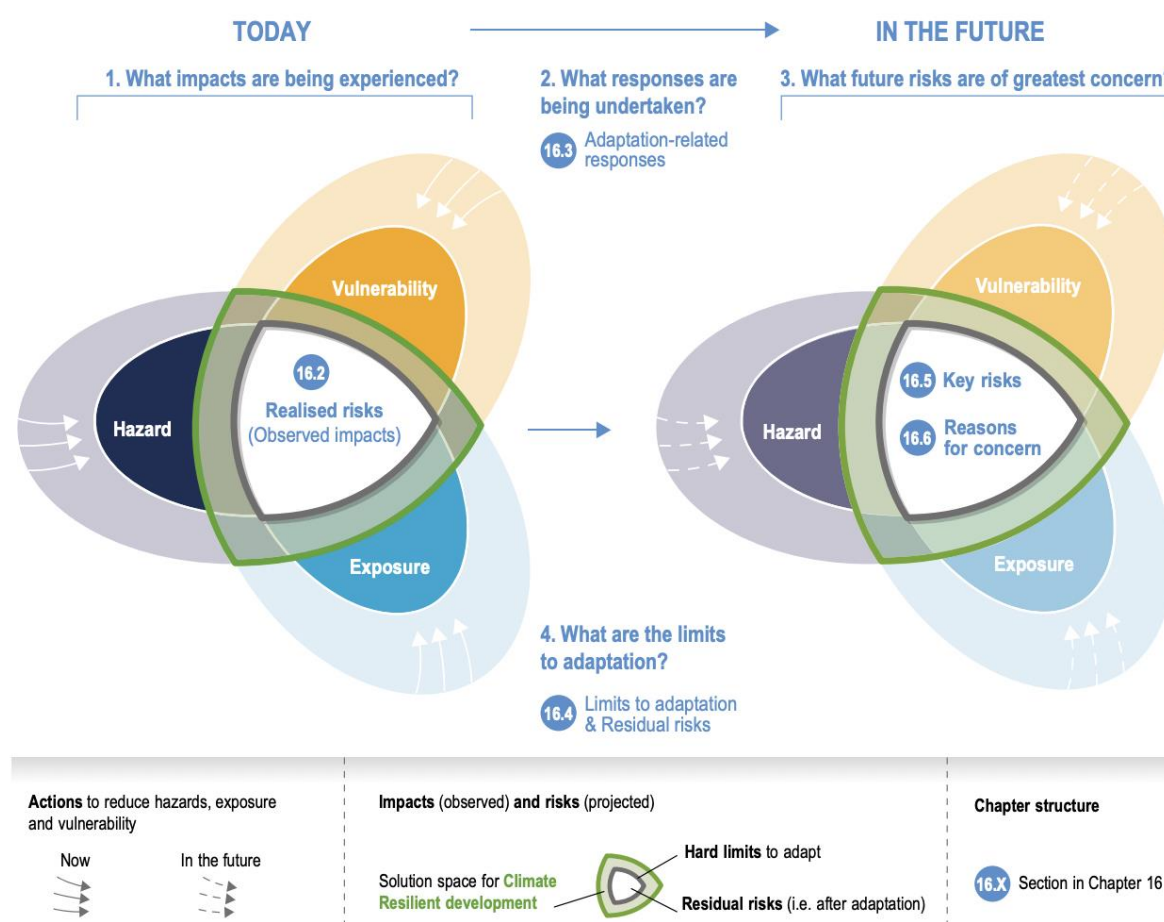 TODAY
IN THE FUTURE
1. What impacts are being experienced?
2. What responses are
being undertaken?
3. What future risks are of greatest concern
16.3 Adaptation-related
responses
Vulnerability
Hazard
16.2
Realised risks
(Observed impacts)
Exposure
Vulnerability
Hazard
16.5 Key risks
16.6 Reasons
for concern
Exposure
4. What are the limits
to adaptation?
16.4 Limits to adaptation
& Residual risks
Actions to reduce hazards, exposure
and vulnerability
Now
In the future
Impacts (observed) and risks (projected)
Solution space for Climate
Resilient development
Hard limits to adapt
Residual risks (i.e. after adaptation)
Chapter structure
16.X Section in Chapter 16